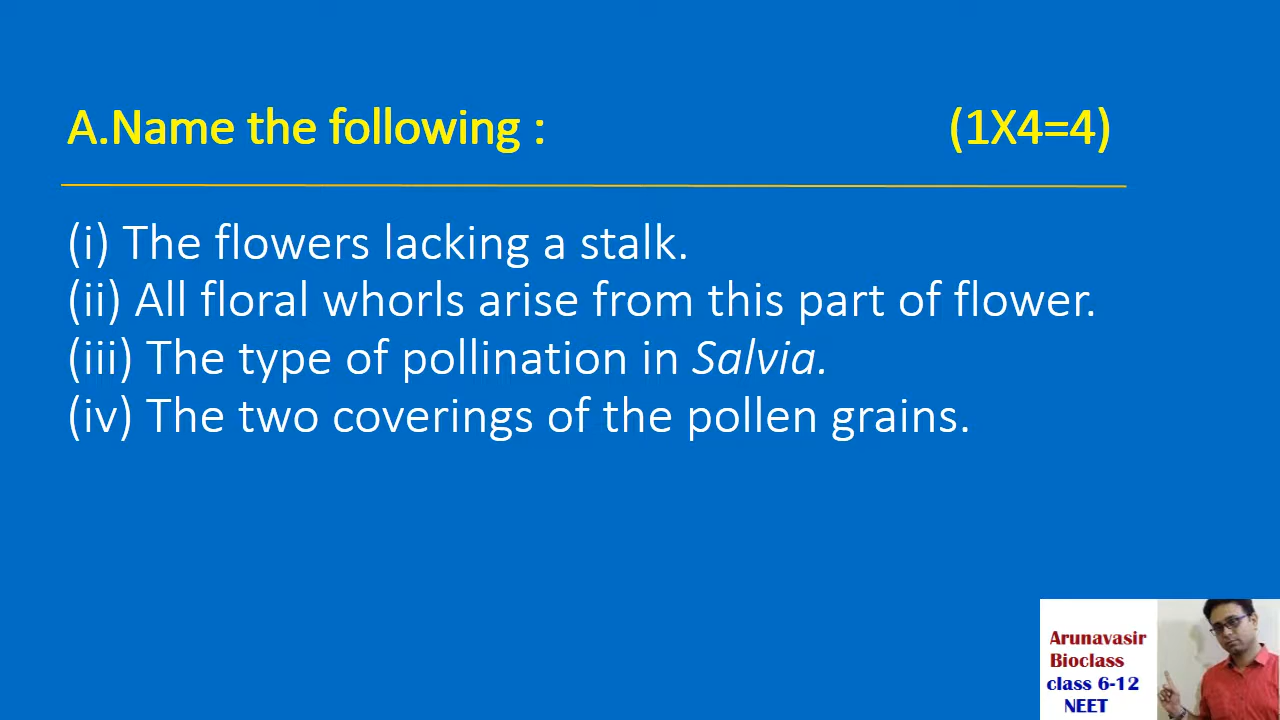 A.Name the following : (1X4=4)
(i) The flowers lacking a stalk.
(ii) All floral whorls arise from this part of flower.
(iii) The type of pollination in Salvia.
(iv) The two coverings of the pollen grains.
Arunavasir
Bioclass
class 6-12
NEET